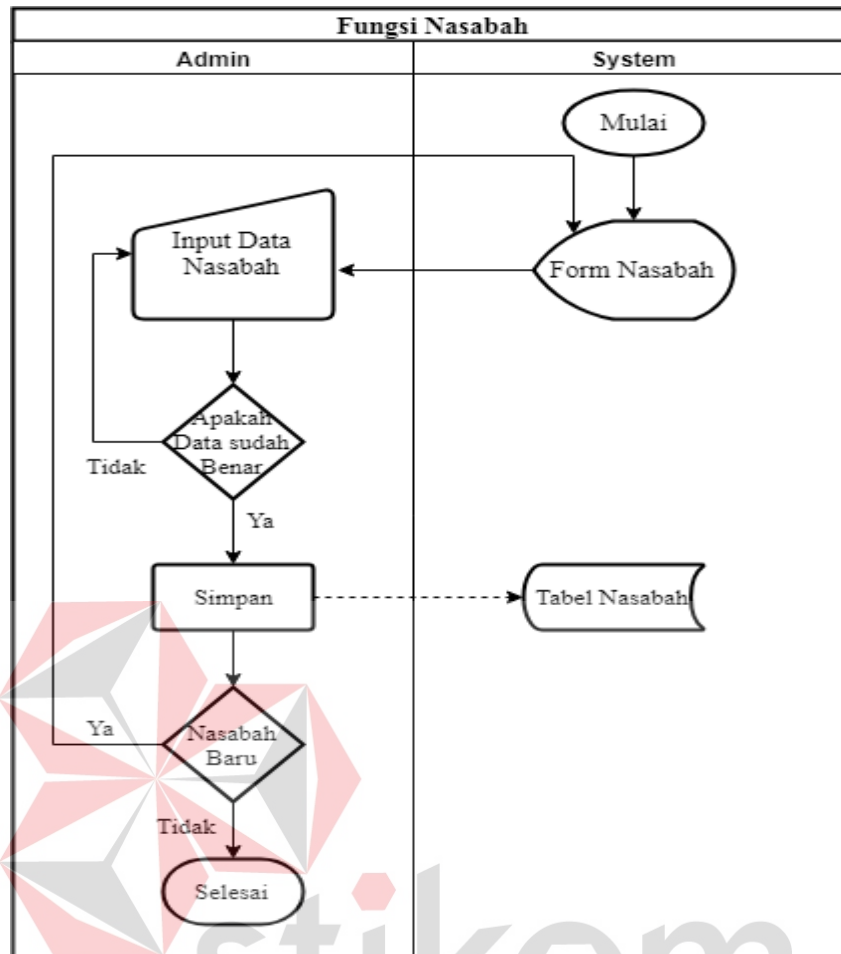 Fungsi Nasabah
Admin
System
Mulai
Input Data
Nasabah
Form Nasabah
Apakah
Data sudah
Benar
Tidak
Ya
Simpan
Tabel Nasabah
Ya
Nasabah
Baru
Tidak
Selesai
stikom